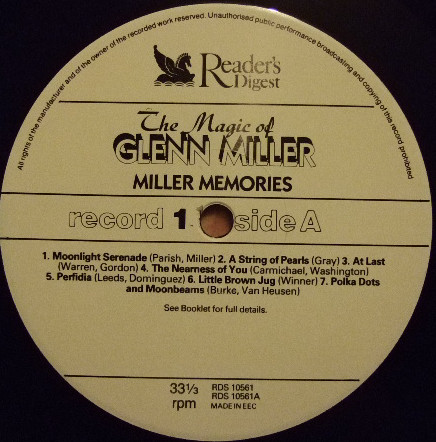 All rights of the manufacturer and of the owner of the recorded work reserved. Unauthorised public performance broadcasting and copying of this record prohibited
Reader's
Digest
The Magic of
GLENN MILLER
MILLER MEMORIES
record 1 side A
1. Moonlight Serenade (Parish, Miller) 2. A String of Pearls (Gray) 3. At Last
(Warren, Gordon) 4. The Nearness of You (Carmichael, Washington)
5. Perfidia (Leeds, Dominguez) 6. Little Brown Jug (Winner) 7. Polka Dots
and Moonbeams (Burke, Van Heusen)
See Booklet for full details.
33⅓ RDS 10561
RDS 10561A
rpm MADE IN EEC